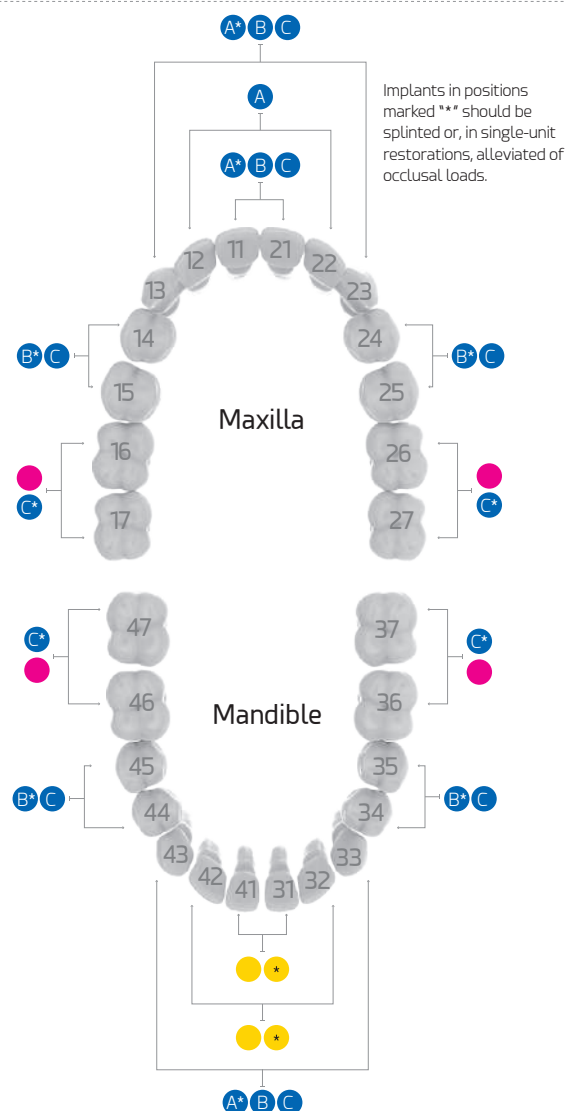 A* B C
A
A* B C
Implants in positions
marked "*" should be
splinted or, in single-unit
restorations, alleviated of
occlusal loads.
11 21
12 22
13 23
14 24
B* C B* C
15 25
Maxilla
16 26
C* C*
17 27
47 37
C* C*
46 36
Mandible
45 35
B* C B* C
44 34
43 33
42 32
41 31
*
*
A* B C